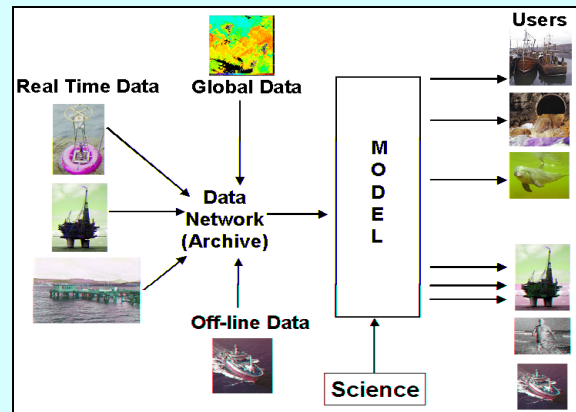 Users
Real Time Data
Global Data
Data
Network
(Archive)
M
O
D
E
L
Off-line Data
Science